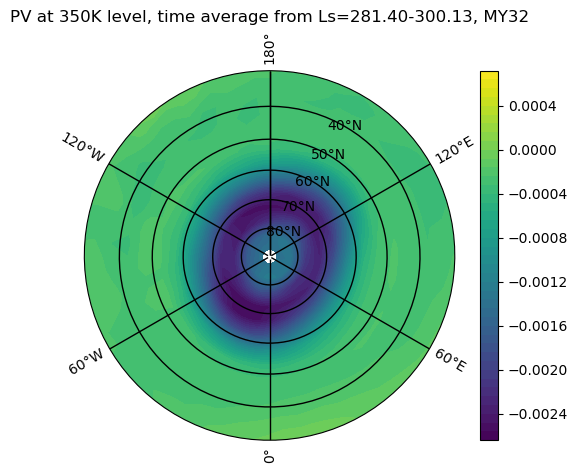 PV at 350K level, time average from Ls=281.40-300.13, MY32
180°
120°W
120°E
40°N
50°N
60°N
70°N
80°N
60°W
60°E
0°
0.0004
0.0000
−0.0004
−0.0008
−0.0012
−0.0016
−0.0020
−0.0024